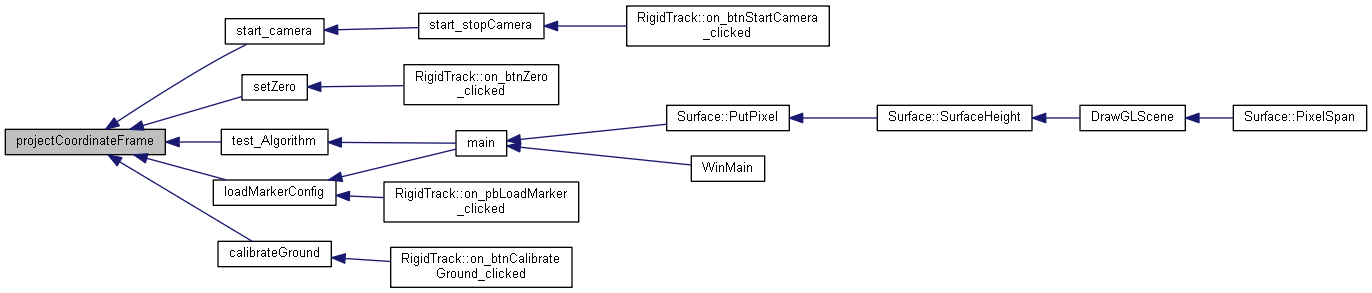 projectCoordinateFrame
start_camera
start_stopCamera
RigidTrack::on_btnStartCamera
_clicked
setZero
RigidTrack::on_btnZero
_clicked
test_Algorithm
main
Surface::PutPixel
Surface::SurfaceHeight
DrawGLScene
Surface::PixelSpan
WinMain
loadMarkerConfig
RigidTrack::on_pbLoadMarker
_clicked
calibrateGround
RigidTrack::on_btnCalibrate
Ground_clicked